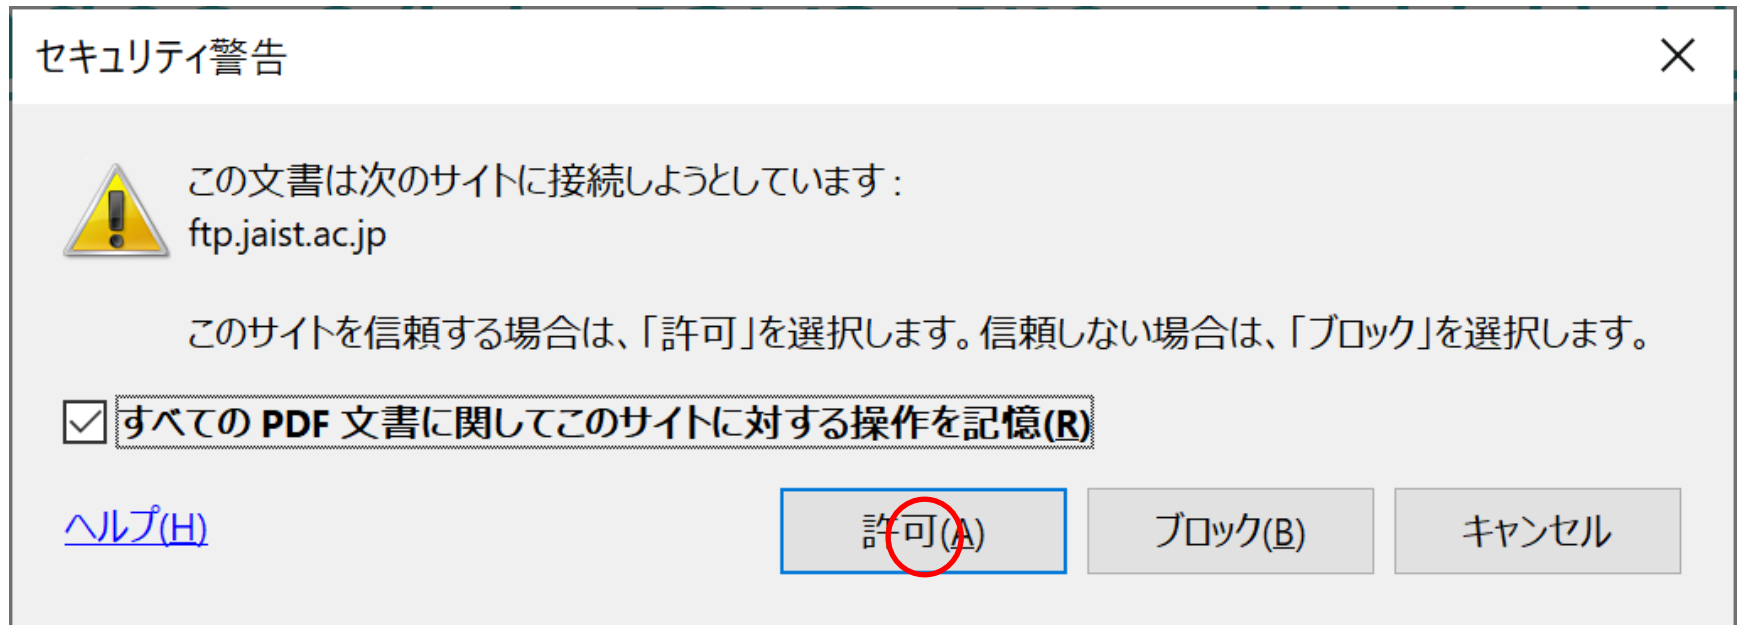 セキュリティ警告
この文書は次のサイトに接続しようとしています:
ftp.jaist.ac.jp
このサイトを信頼する場合は、「許可」を選択します。信頼しない場合は、「ブロック」を選択します。
すべての PDF 文書に関してこのサイトに対する操作を記憶(R)
ヘルプ(H)
許可(A)
ブロック(B)
キャンセル